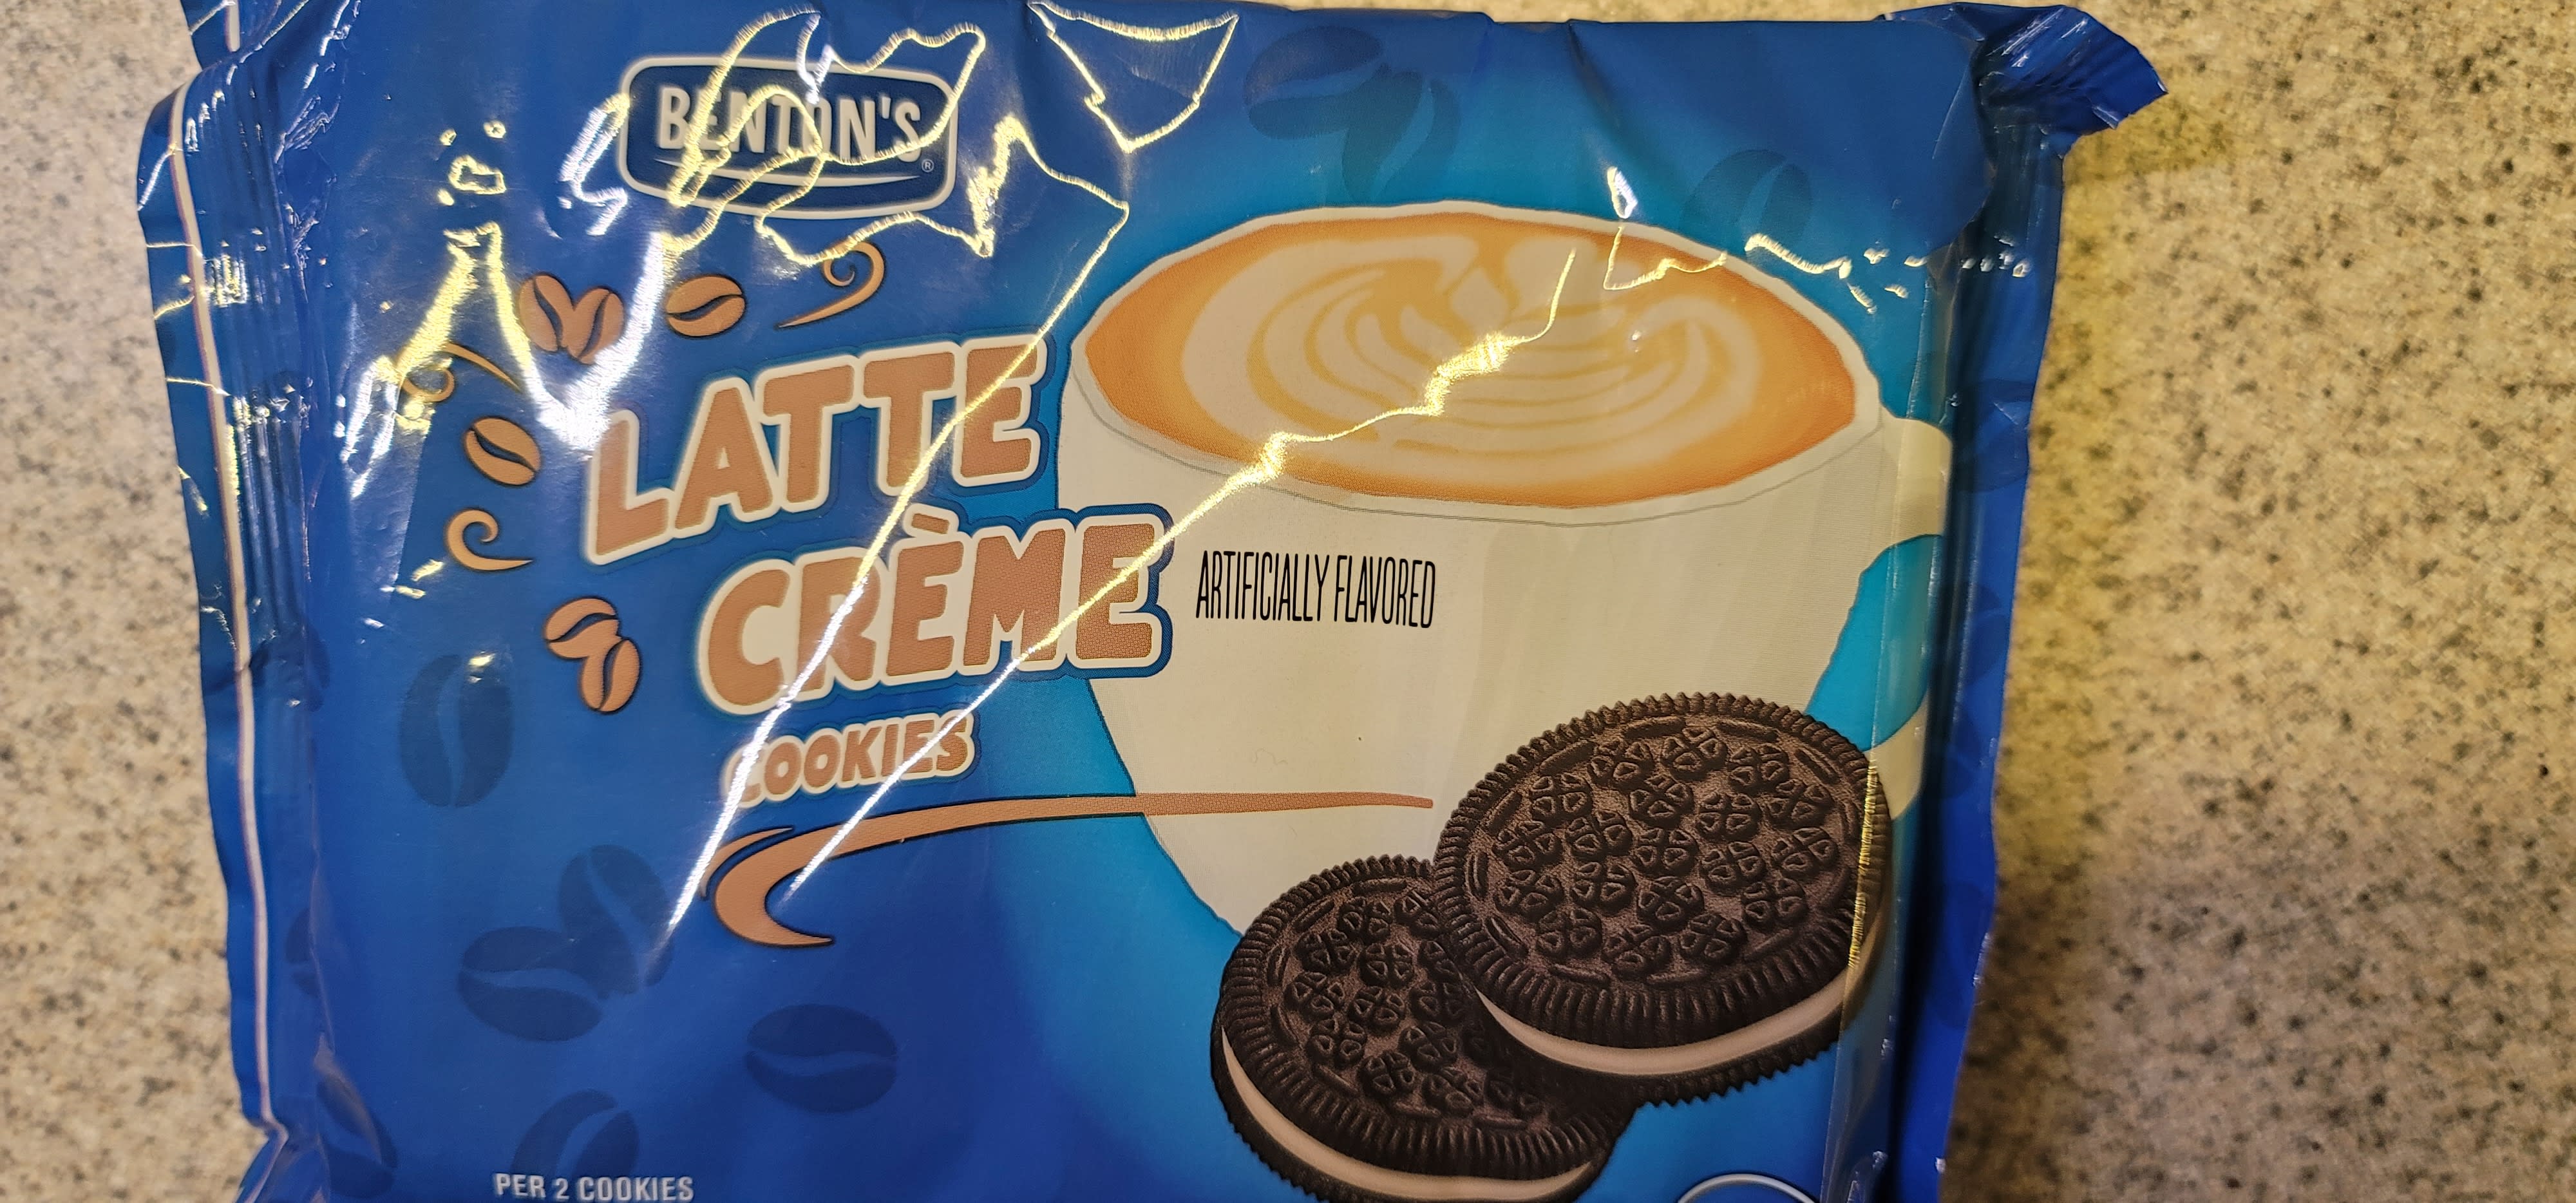 BENTON'S®
LATTE
CRÈME
COOKIES
ARTIFICIALLY FLAVORED
PER 2 COOKIES